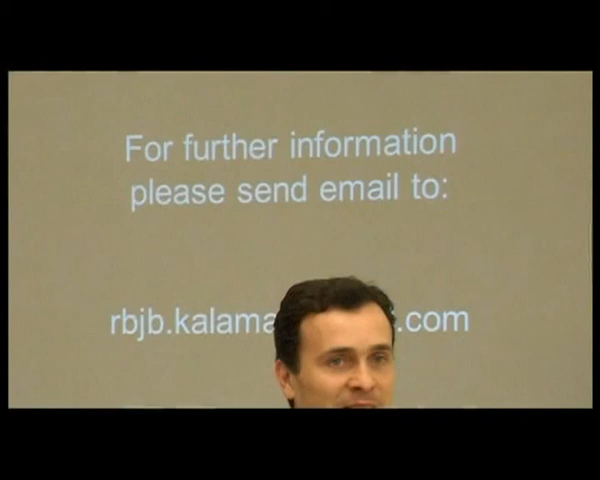 For further information
please send email to:
rbjb.kalama .com